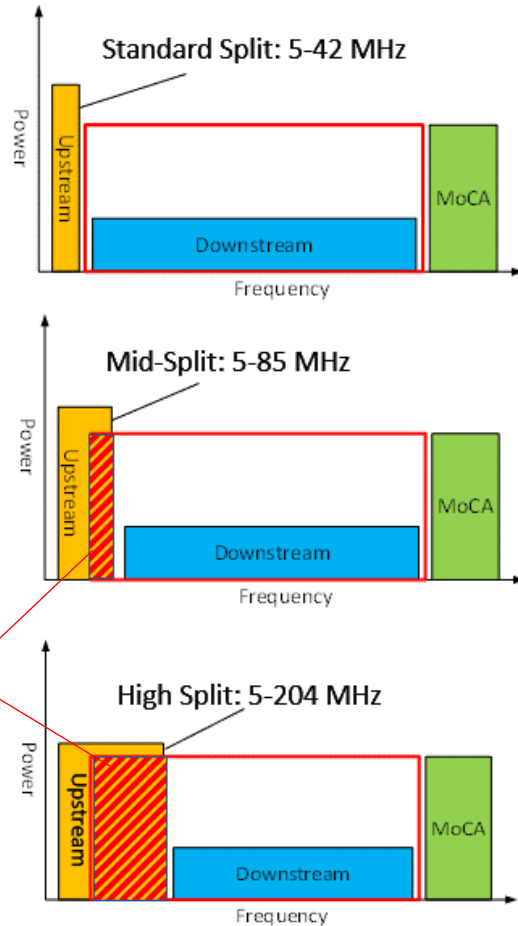 Standard Split: 5-42 MHz
Power
Upstream
Downstream
MoCA
Frequency
Mid-Split: 5-85 MHz
Power
Upstream
Downstream
MoCA
Frequency
High Split: 5-204 MHz
Power
Upstream
Downstream
MoCA
Frequency